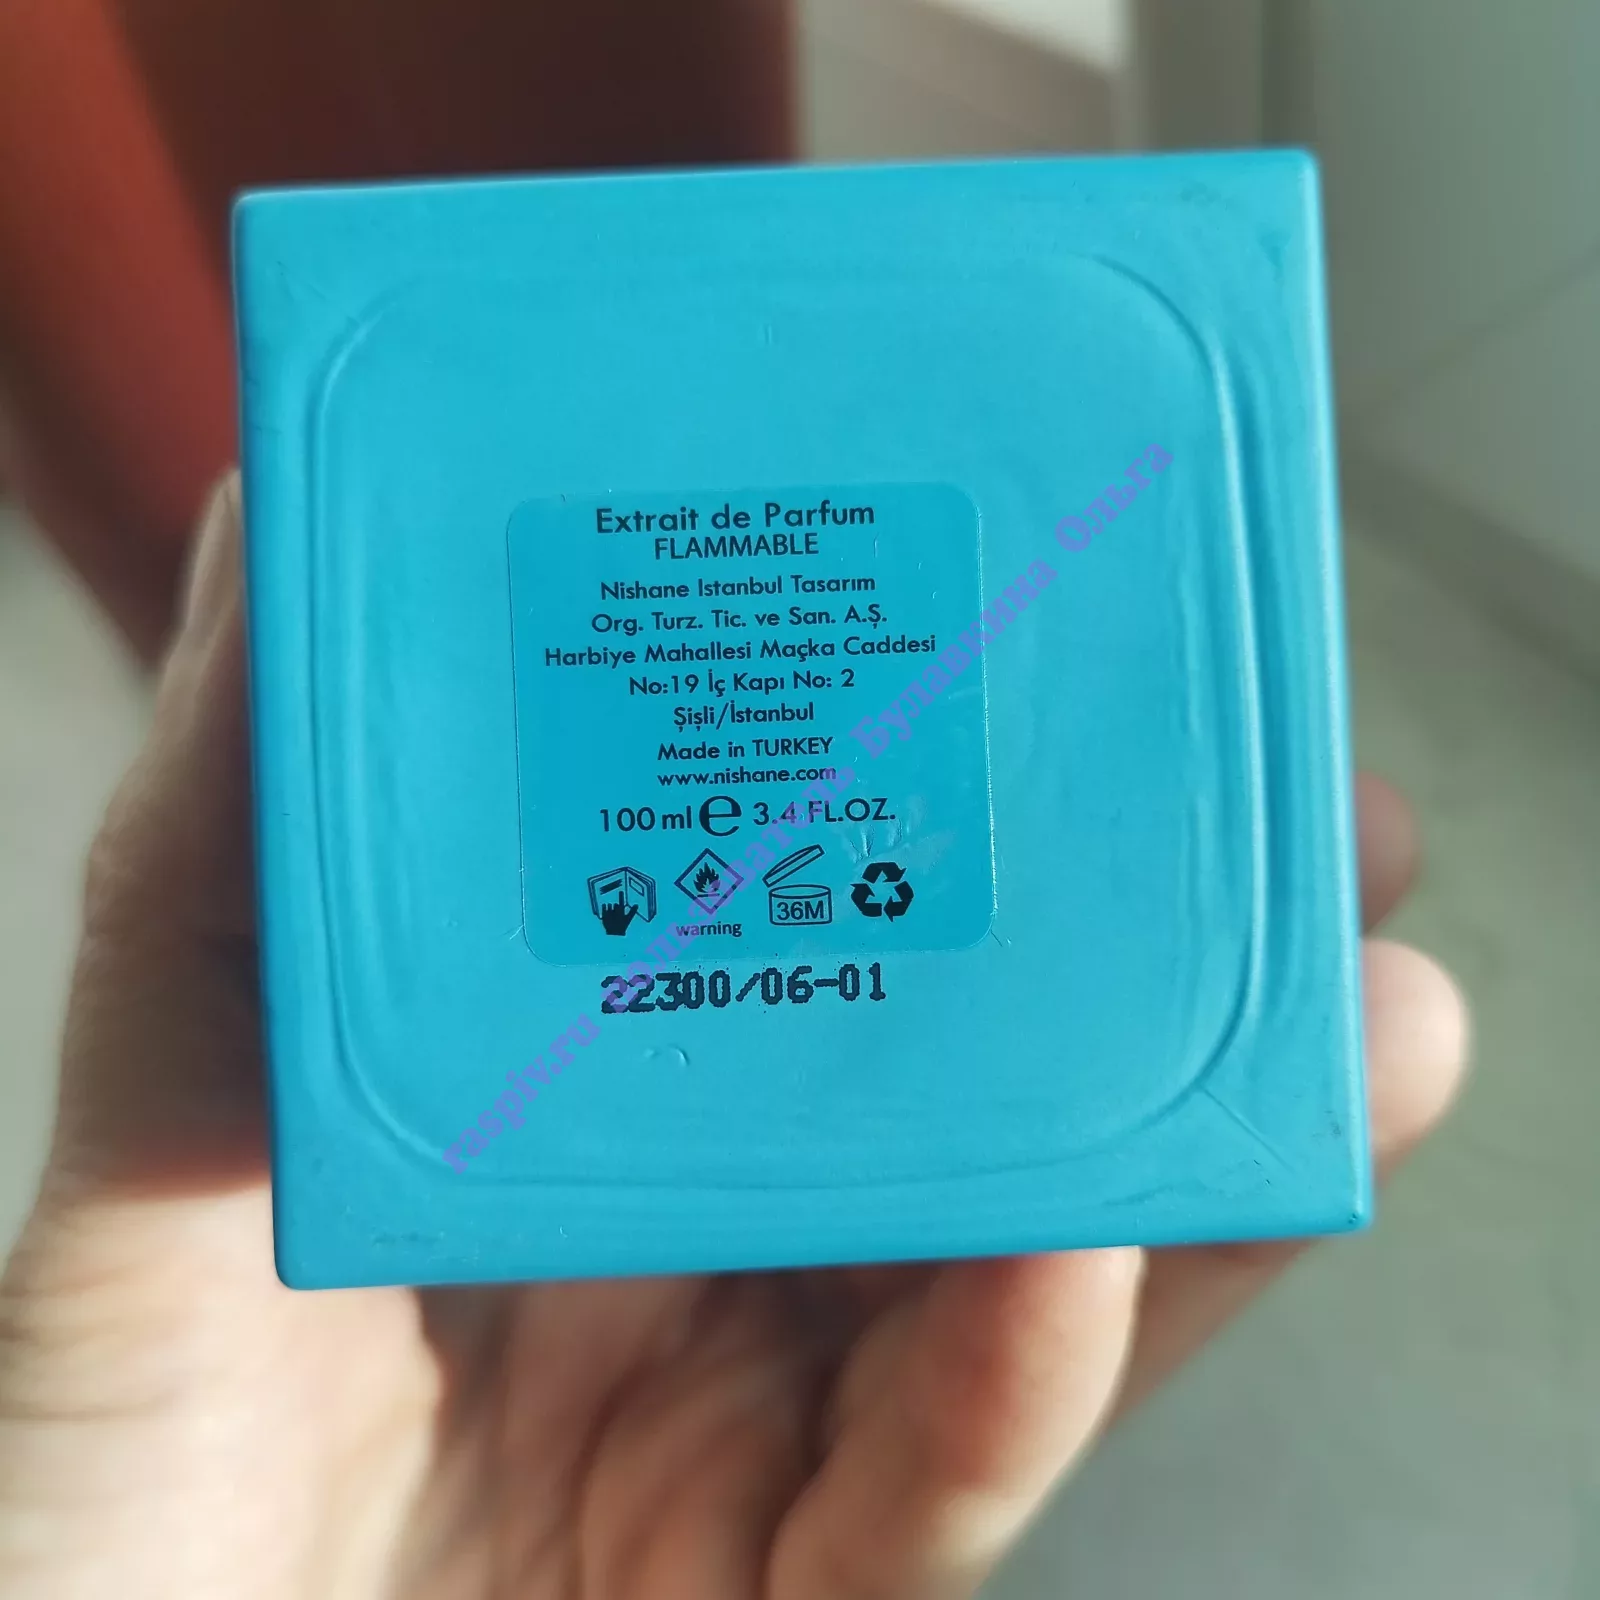 Extrait de Parfum
FLAMMABLE
Nishane Istanbul Tasarım
Org. Turz. Tic. ve San. A.Ş.
Harbiye Mahallesi Maçka Caddesi
No:19 İç Kapı No: 2
Şişli/İstanbul
Made in TURKEY
www.nishane.com
100 ml e 3.4 FL.OZ.
36M
warning
22300/06-01
raspiv.ru Пользватель Булавкина Ольга